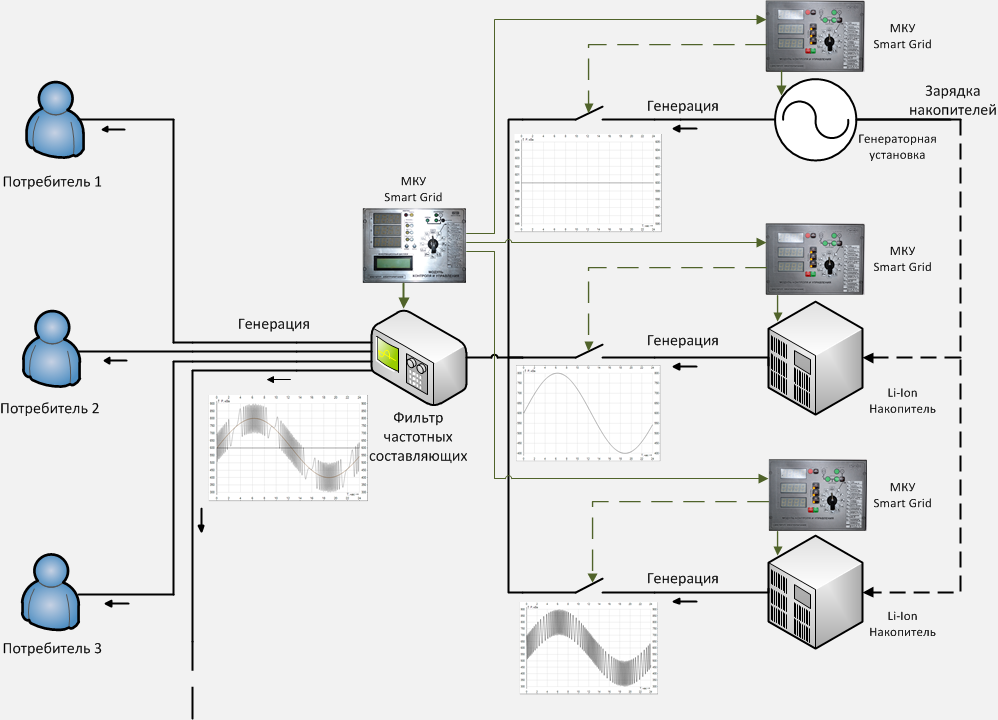 МКУ
Smart Grid
Зарядка
накопителей
Генерация
Генераторная
установка
Потребитель 1
МКУ
Smart Grid
МКУ
Smart Grid
Генерация
Генерация
Li-Ion
Накопитель
Потребитель 2
Фильтр
частотных
составляющих
МКУ
Smart Grid
Генерация
Li-Ion
Накопитель
Потребитель 3